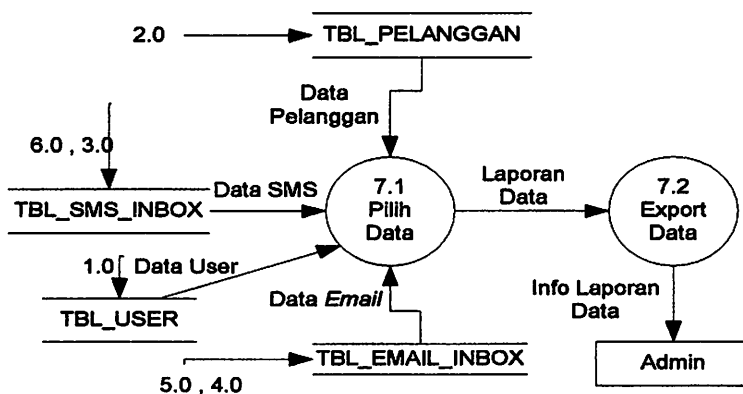 2.0
TBL_PELANGGAN
Data
Pelanggan
6.0 , 3.0
TBL_SMS_INBOX
Data SMS
7.1
Pilih
Data
Laporan
Data
7.2
Export
Data
1.0
Data User
TBL_USER
Data Email
Info Laporan
Data
5.0 , 4.0
TBL_EMAIL_INBOX
Admin